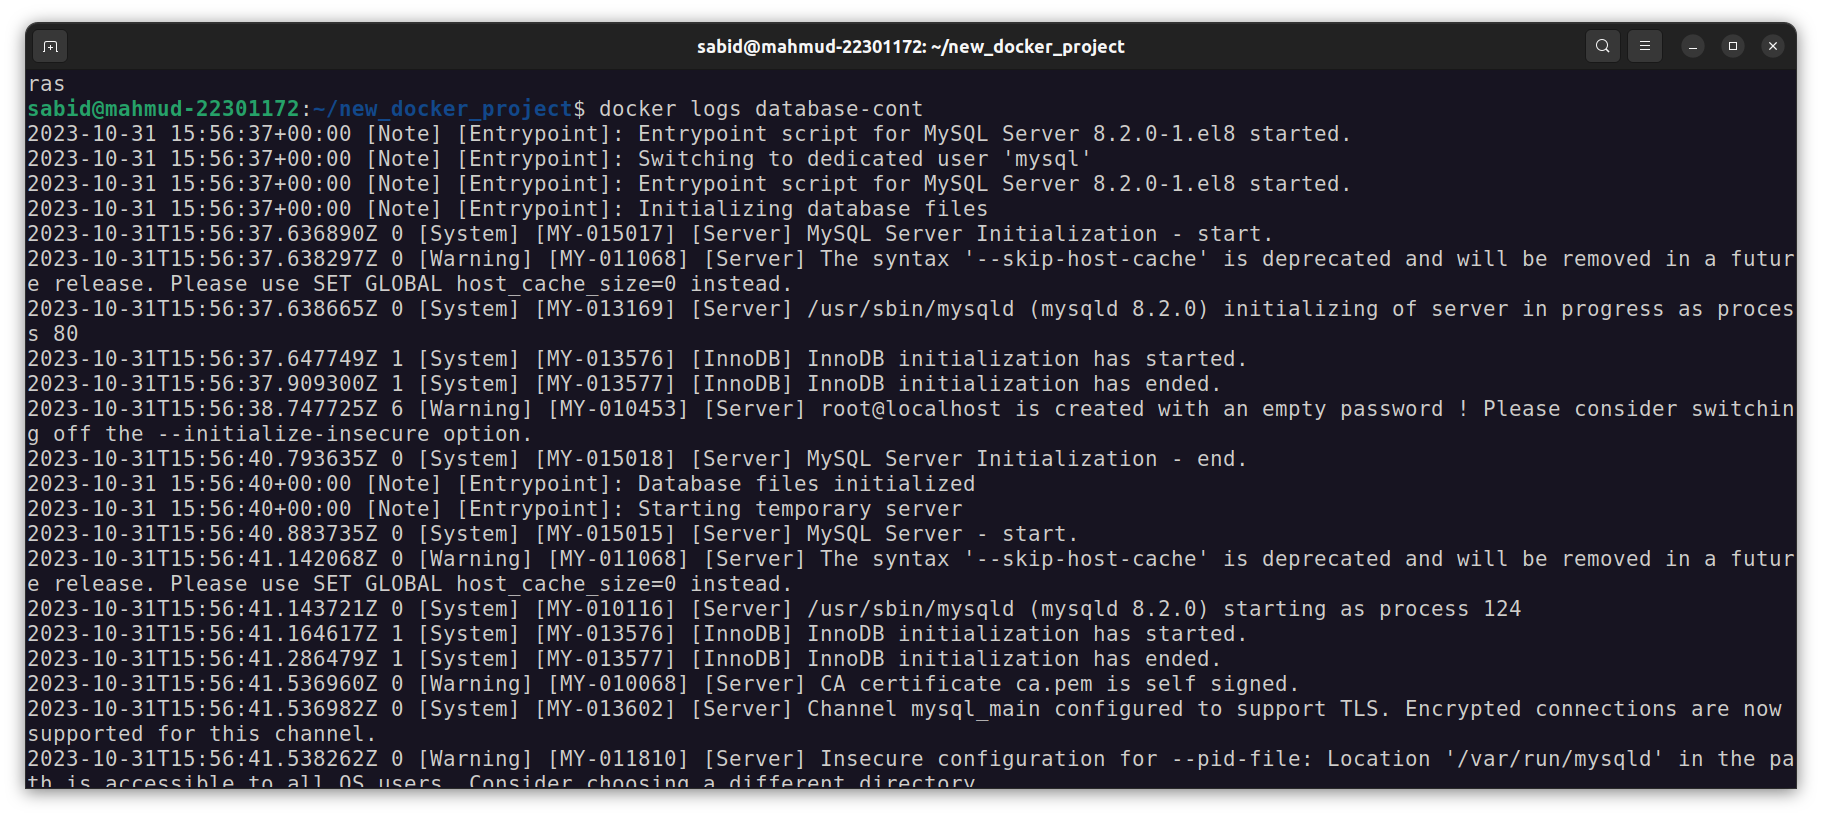 sabid@mahmud-22301172: ~/new_docker_project
ras
sabid@mahmud-22301172:~/new_docker_project$ docker logs database-cont
2023-10-31 15:56:37+00:00 [Note] [Entrypoint]: Entrypoint script for MySQL Server 8.2.0-1.el8 started.
2023-10-31 15:56:37+00:00 [Note] [Entrypoint]: Switching to dedicated user 'mysql'
2023-10-31 15:56:37+00:00 [Note] [Entrypoint]: Entrypoint script for MySQL Server 8.2.0-1.el8 started.
2023-10-31 15:56:37+00:00 [Note] [Entrypoint]: Initializing database files
2023-10-31T15:56:37.636890Z 0 [System] [MY-015017] [Server] MySQL Server Initialization - start.
2023-10-31T15:56:37.638297Z 0 [Warning] [MY-011068] [Server] The syntax '--skip-host-cache' is deprecated and will be removed in a futur
e release. Please use SET GLOBAL host_cache_size=0 instead.
2023-10-31T15:56:37.638665Z 0 [System] [MY-013169] [Server] /usr/sbin/mysqld (mysqld 8.2.0) initializing of server in progress as proces
s 80
2023-10-31T15:56:37.647749Z 1 [System] [MY-013576] [InnoDB] InnoDB initialization has started.
2023-10-31T15:56:37.909300Z 1 [System] [MY-013577] [InnoDB] InnoDB initialization has ended.
2023-10-31T15:56:38.747725Z 6 [Warning] [MY-010453] [Server] root@localhost is created with an empty password ! Please consider switchin
g off the --initialize-insecure option.
2023-10-31T15:56:40.793635Z 0 [System] [MY-015018] [Server] MySQL Server Initialization - end.
2023-10-31 15:56:40+00:00 [Note] [Entrypoint]: Database files initialized
2023-10-31 15:56:40+00:00 [Note] [Entrypoint]: Starting temporary server
2023-10-31T15:56:40.883735Z 0 [System] [MY-015015] [Server] MySQL Server - start.
2023-10-31T15:56:41.142068Z 0 [Warning] [MY-011068] [Server] The syntax '--skip-host-cache' is deprecated and will be removed in a futur
e release. Please use SET GLOBAL host_cache_size=0 instead.
2023-10-31T15:56:41.143721Z 0 [System] [MY-010116] [Server] /usr/sbin/mysqld (mysqld 8.2.0) starting as process 124
2023-10-31T15:56:41.164617Z 1 [System] [MY-013576] [InnoDB] InnoDB initialization has started.
2023-10-31T15:56:41.286479Z 1 [System] [MY-013577] [InnoDB] InnoDB initialization has ended.
2023-10-31T15:56:41.536960Z 0 [Warning] [MY-010068] [Server] CA certificate ca.pem is self signed.
2023-10-31T15:56:41.536982Z 0 [System] [MY-013602] [Server] Channel mysql_main configured to support TLS. Encrypted connections are now
supported for this channel.
2023-10-31T15:56:41.538262Z 0 [Warning] [MY-011810] [Server] Insecure configuration for --pid-file: Location '/var/run/mysqld' in the pa
th is accessible to all OS users. Consider choosing a different directory.